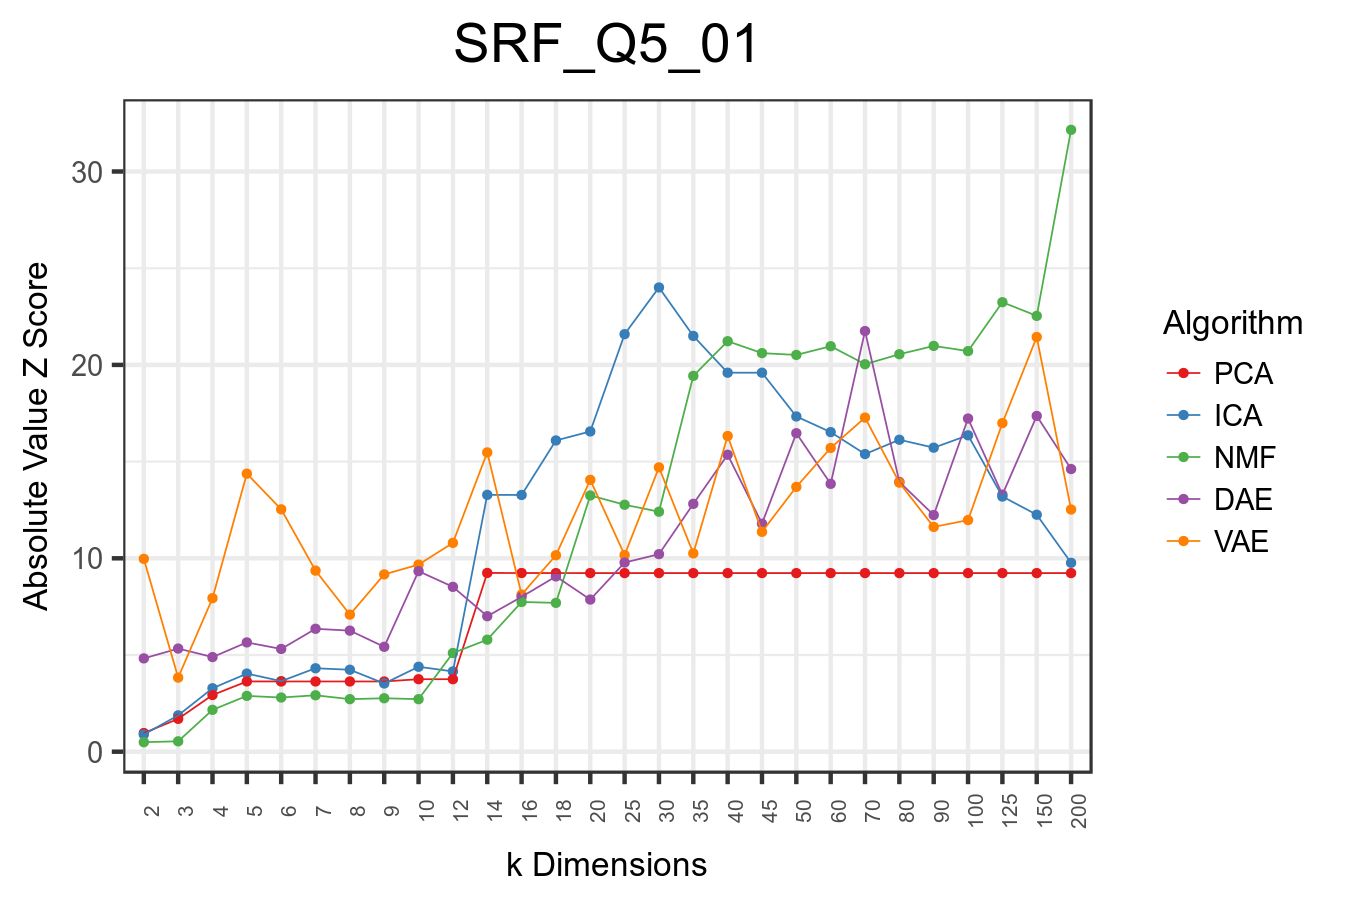 SRF_Q5_01
Absolute Value Z Score
30
20
10
0
2 3 4 5 6 7 8 9 10 12 14 16 18 20 25 30 35 40 45 50 60 70 80 90 100 125 150 200
k Dimensions
Algorithm
PCA
ICA
NMF
DAE
VAE